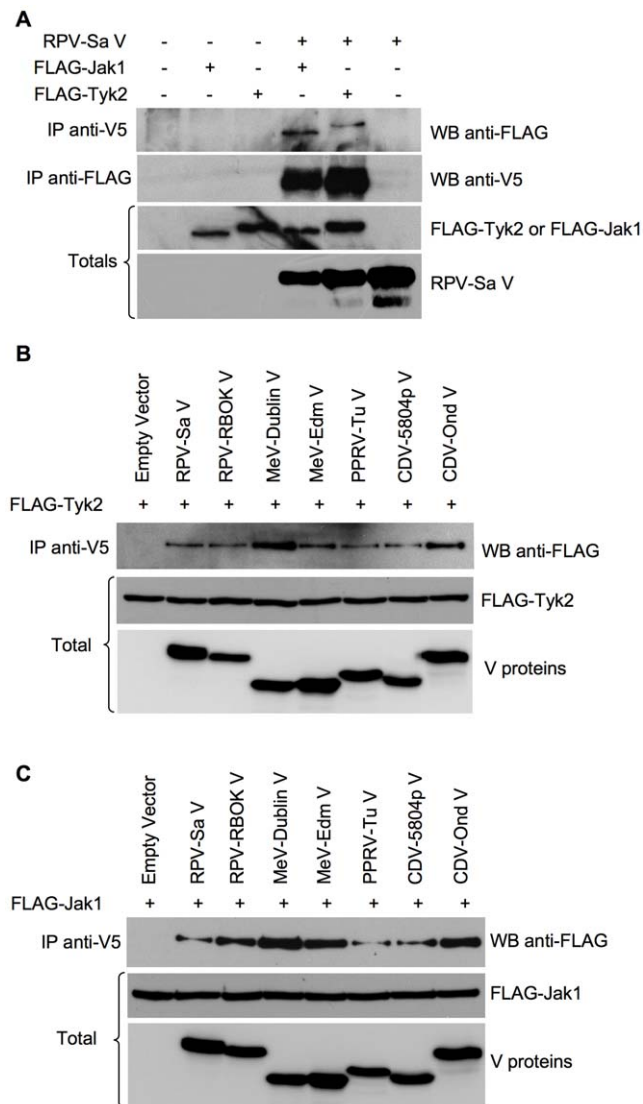 A
RPV-Sa V - - - + + +
FLAG-Jak1 - + - + - -
FLAG-Tyk2 - - + - + -
IP anti-V5 WB anti-FLAG
IP anti-FLAG WB anti-V5
Totals FLAG-Tyk2 or FLAG-Jak1
RPV-Sa V
B
Empty Vector RPV-Sa V RPV-RBOK V MeV-Dublin V MeV-Edm V PPRV-Tu V CDV-5804p V CDV-Ond V
FLAG-Tyk2 + + + + + + + +
IP anti-V5 WB anti-FLAG
FLAG-Tyk2
Total V proteins
C
Empty Vector RPV-Sa V RPV-RBOK V MeV-Dublin V MeV-Edm V PPRV-Tu V CDV-5804p V CDV-Ond V
FLAG-Jak1 + + + + + + + +
IP anti-V5 WB anti-FLAG
FLAG-Jak1
Total V proteins